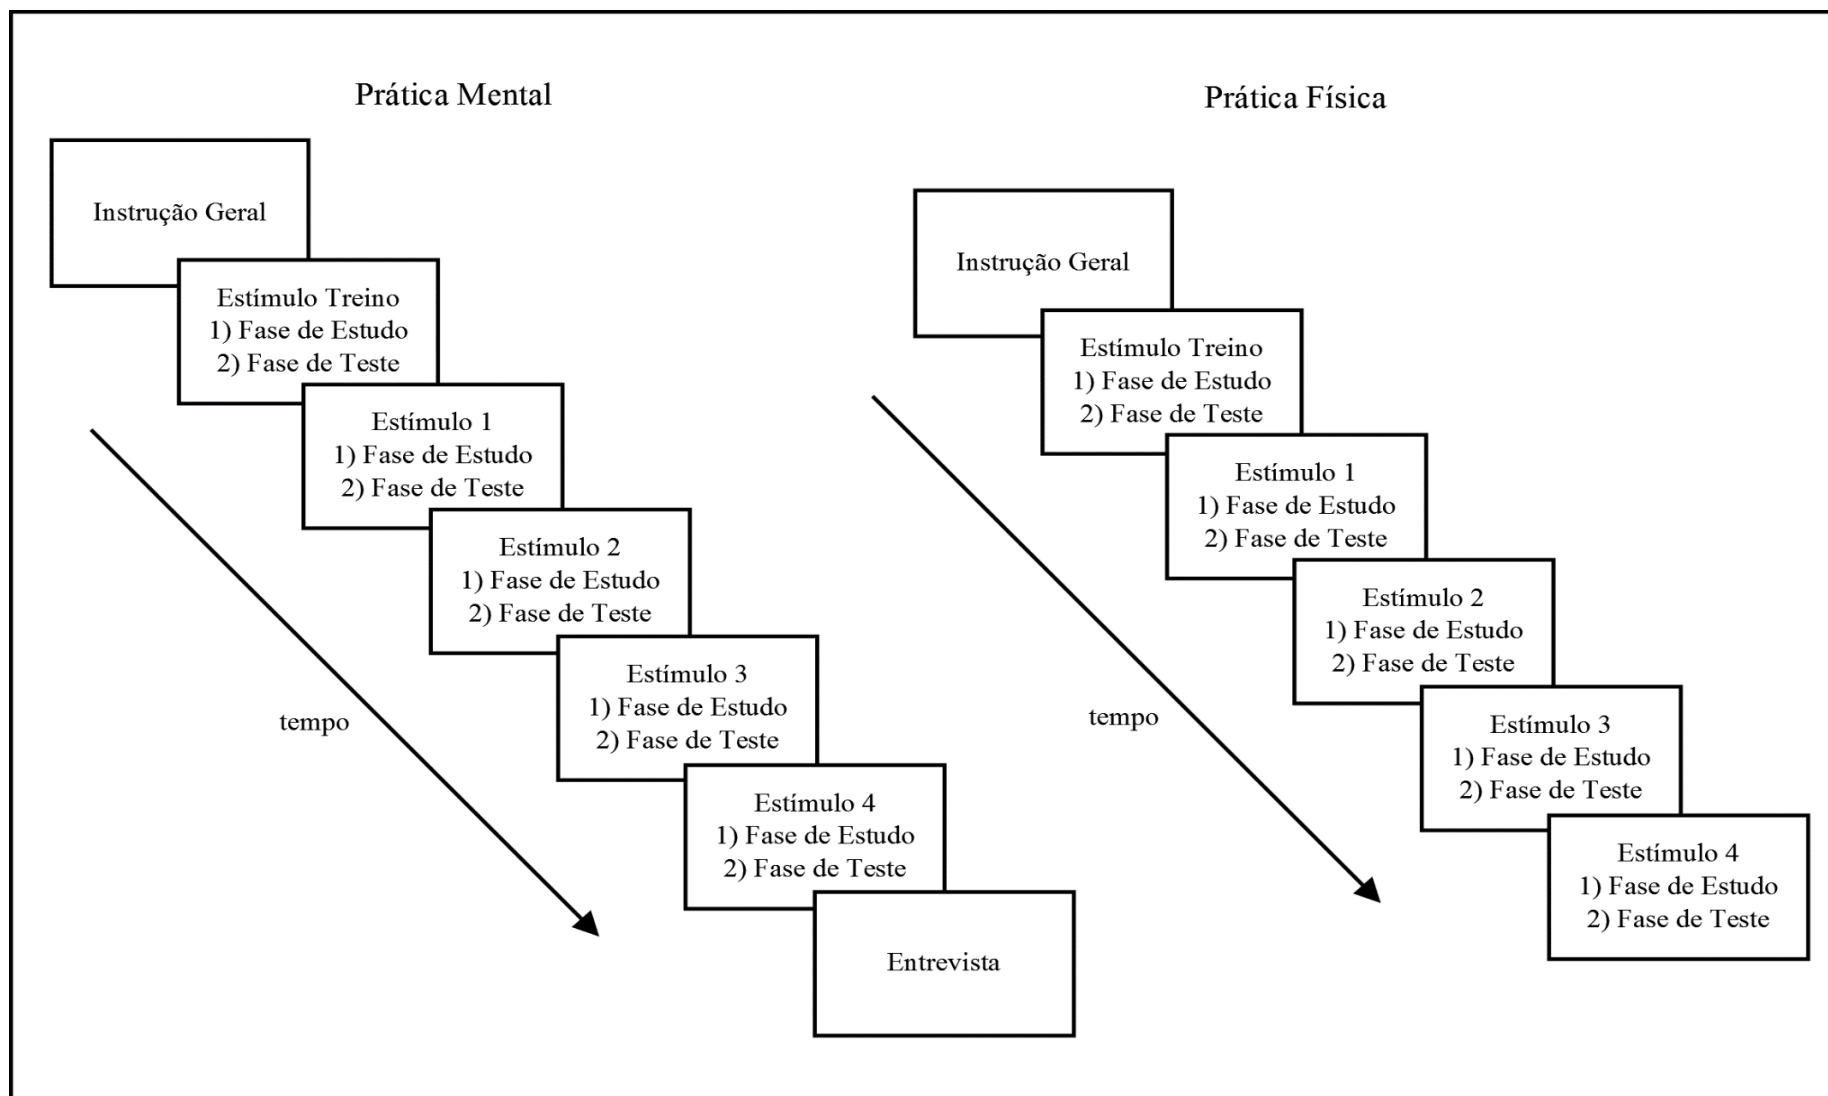 Prática Mental
Instrução Geral
Estímulo Treino
1) Fase de Estudo
2) Fase de Teste
Estímulo 1
1) Fase de Estudo
2) Fase de Teste
Estímulo 2
1) Fase de Estudo
2) Fase de Teste
Estímulo 3
1) Fase de Estudo
2) Fase de Teste
Estímulo 4
1) Fase de Estudo
2) Fase de Teste
Entrevista
tempo
Prática Física
Instrução Geral
Estímulo Treino
1) Fase de Estudo
2) Fase de Teste
Estímulo 1
1) Fase de Estudo
2) Fase de Teste
Estímulo 2
1) Fase de Estudo
2) Fase de Teste
Estímulo 3
1) Fase de Estudo
2) Fase de Teste
Estímulo 4
1) Fase de Estudo
2) Fase de Teste
tempo